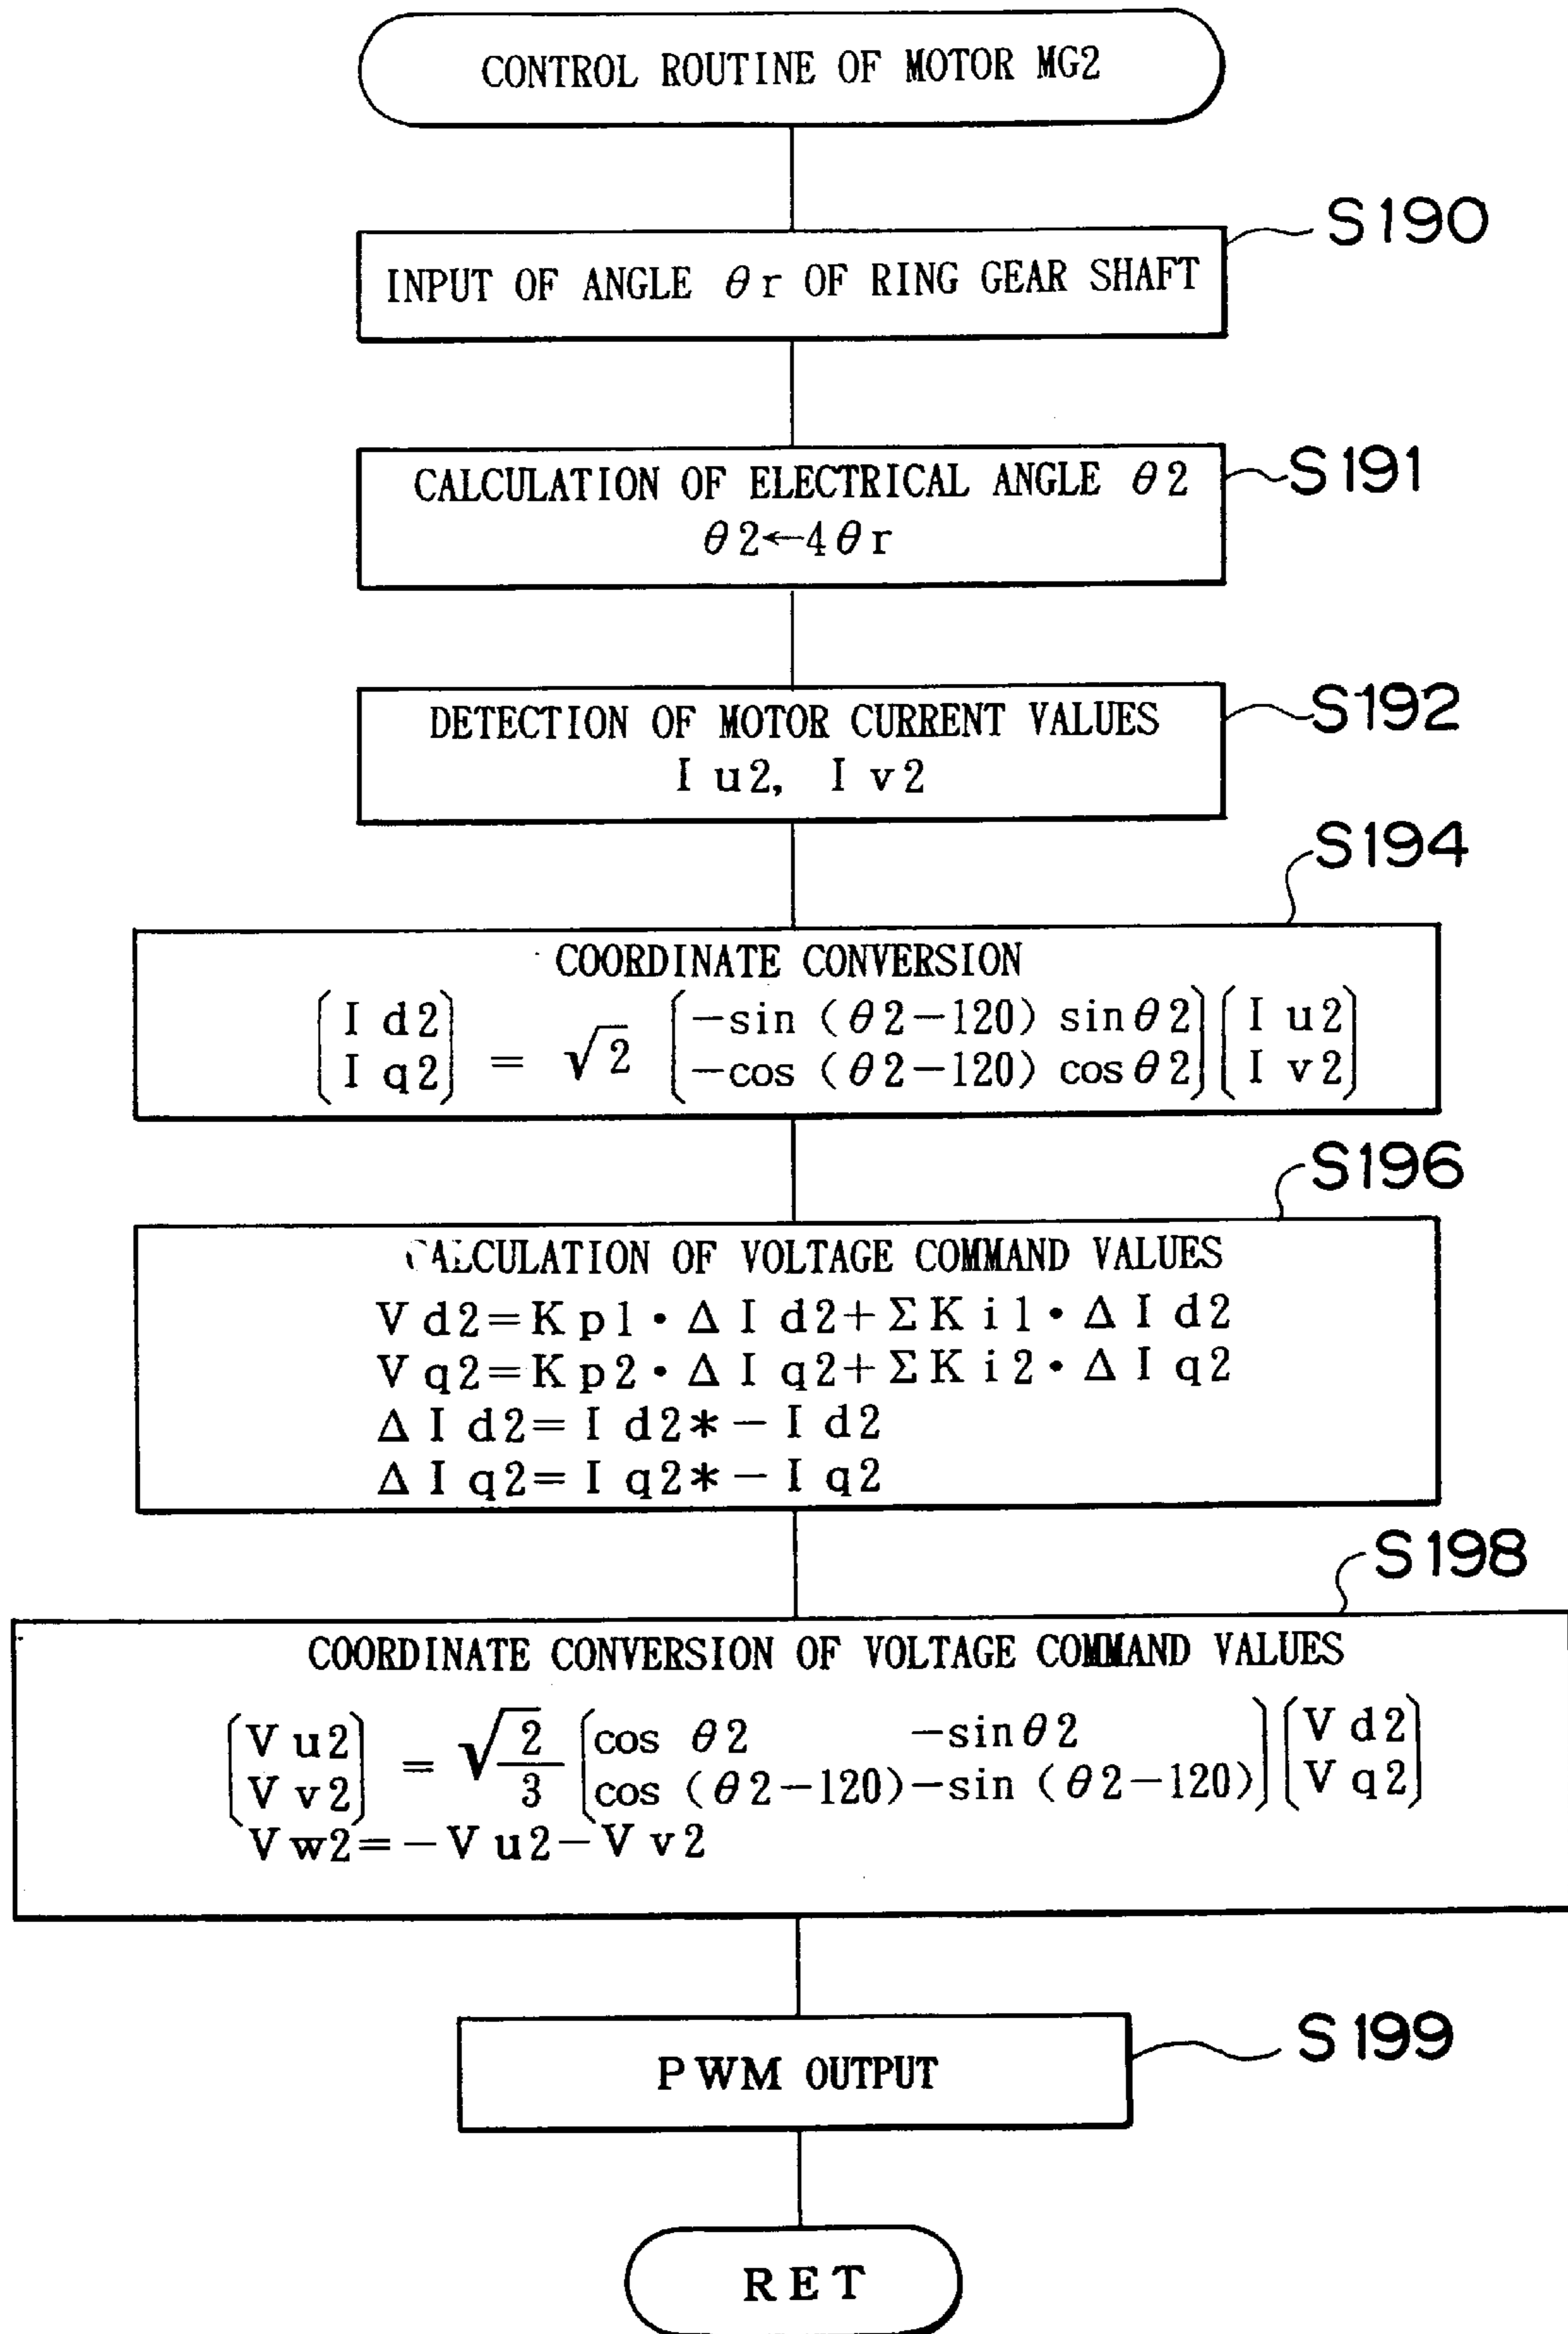 CONTROL ROUTINE OF MOTOR MG2
S190
INPUT OF ANGLE θr OF RING GEAR SHAFT
S191
CALCULATION OF ELECTRICAL ANGLE θ2
θ2←4θr
S192
DETECTION OF MOTOR CURRENT VALUES
Iu2, Iv2
S194
COORDINATE CONVERSION
(Id2) = √2 (-sin (θ2-120) sinθ2)(Iu2)
(Iq2) (-cos (θ2-120) cosθ2)(Iv2)
S196
CALCULATION OF VOLTAGE COMMAND VALUES
Vd2=Kp1・ΔId2+ΣKi1・ΔId2
Vq2=Kp2・ΔIq2+ΣKi2・ΔIq2
ΔId2=Id2*-Id2
ΔIq2=Iq2*-Iq2
S198
COORDINATE CONVERSION OF VOLTAGE COMMAND VALUES
(Vu2) = √2/3 (cos θ2 -sinθ2)(Vd2)
(Vv2) (cos (θ2-120) -sin (θ2-120))(Vq2)
Vw2=-Vu2-Vv2
S199
PWM OUTPUT
RET